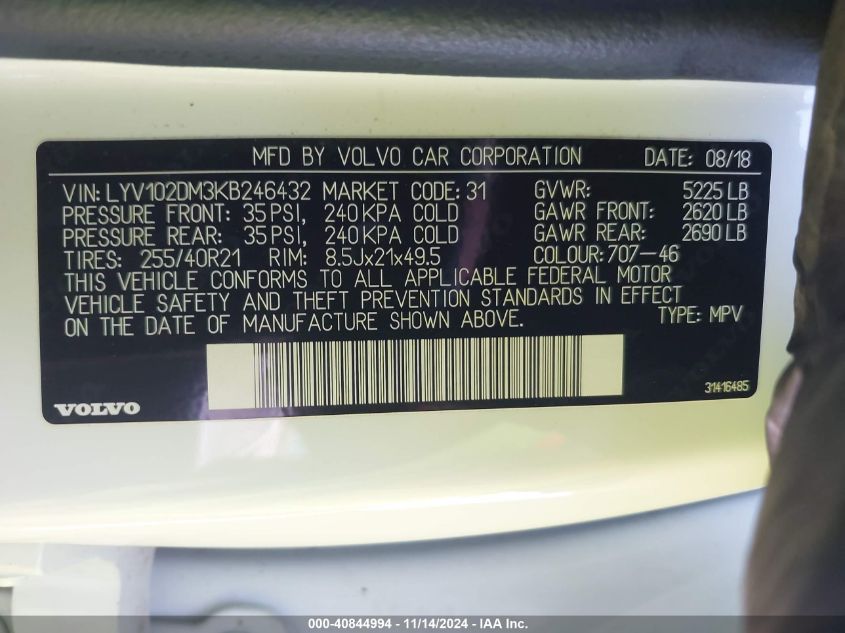 MFD BY VOLVO CAR CORPORATION DATE: 08/18
VIN: LYV102DM3KB246432 MARKET CODE: 31 GVWR: 5225 LB
PRESSURE FRONT: 35 PSI, 240 KPA COLD GAWR FRONT: 2620 LB
PRESSURE REAR: 35 PSI, 240 KPA COLD GAWR REAR: 2690 LB
TIRES: 255/40R21 RIM: 8.5Jx21x49.5 COLOUR: 707-46
THIS VEHICLE CONFORMS TO ALL APPLICABLE FEDERAL MOTOR
VEHICLE SAFETY AND THEFT PREVENTION STANDARDS IN EFFECT
ON THE DATE OF MANUFACTURE SHOWN ABOVE. TYPE: MPV
31416485
VOLVO
000-40844994 - 11/14/2024 - IAA Inc.